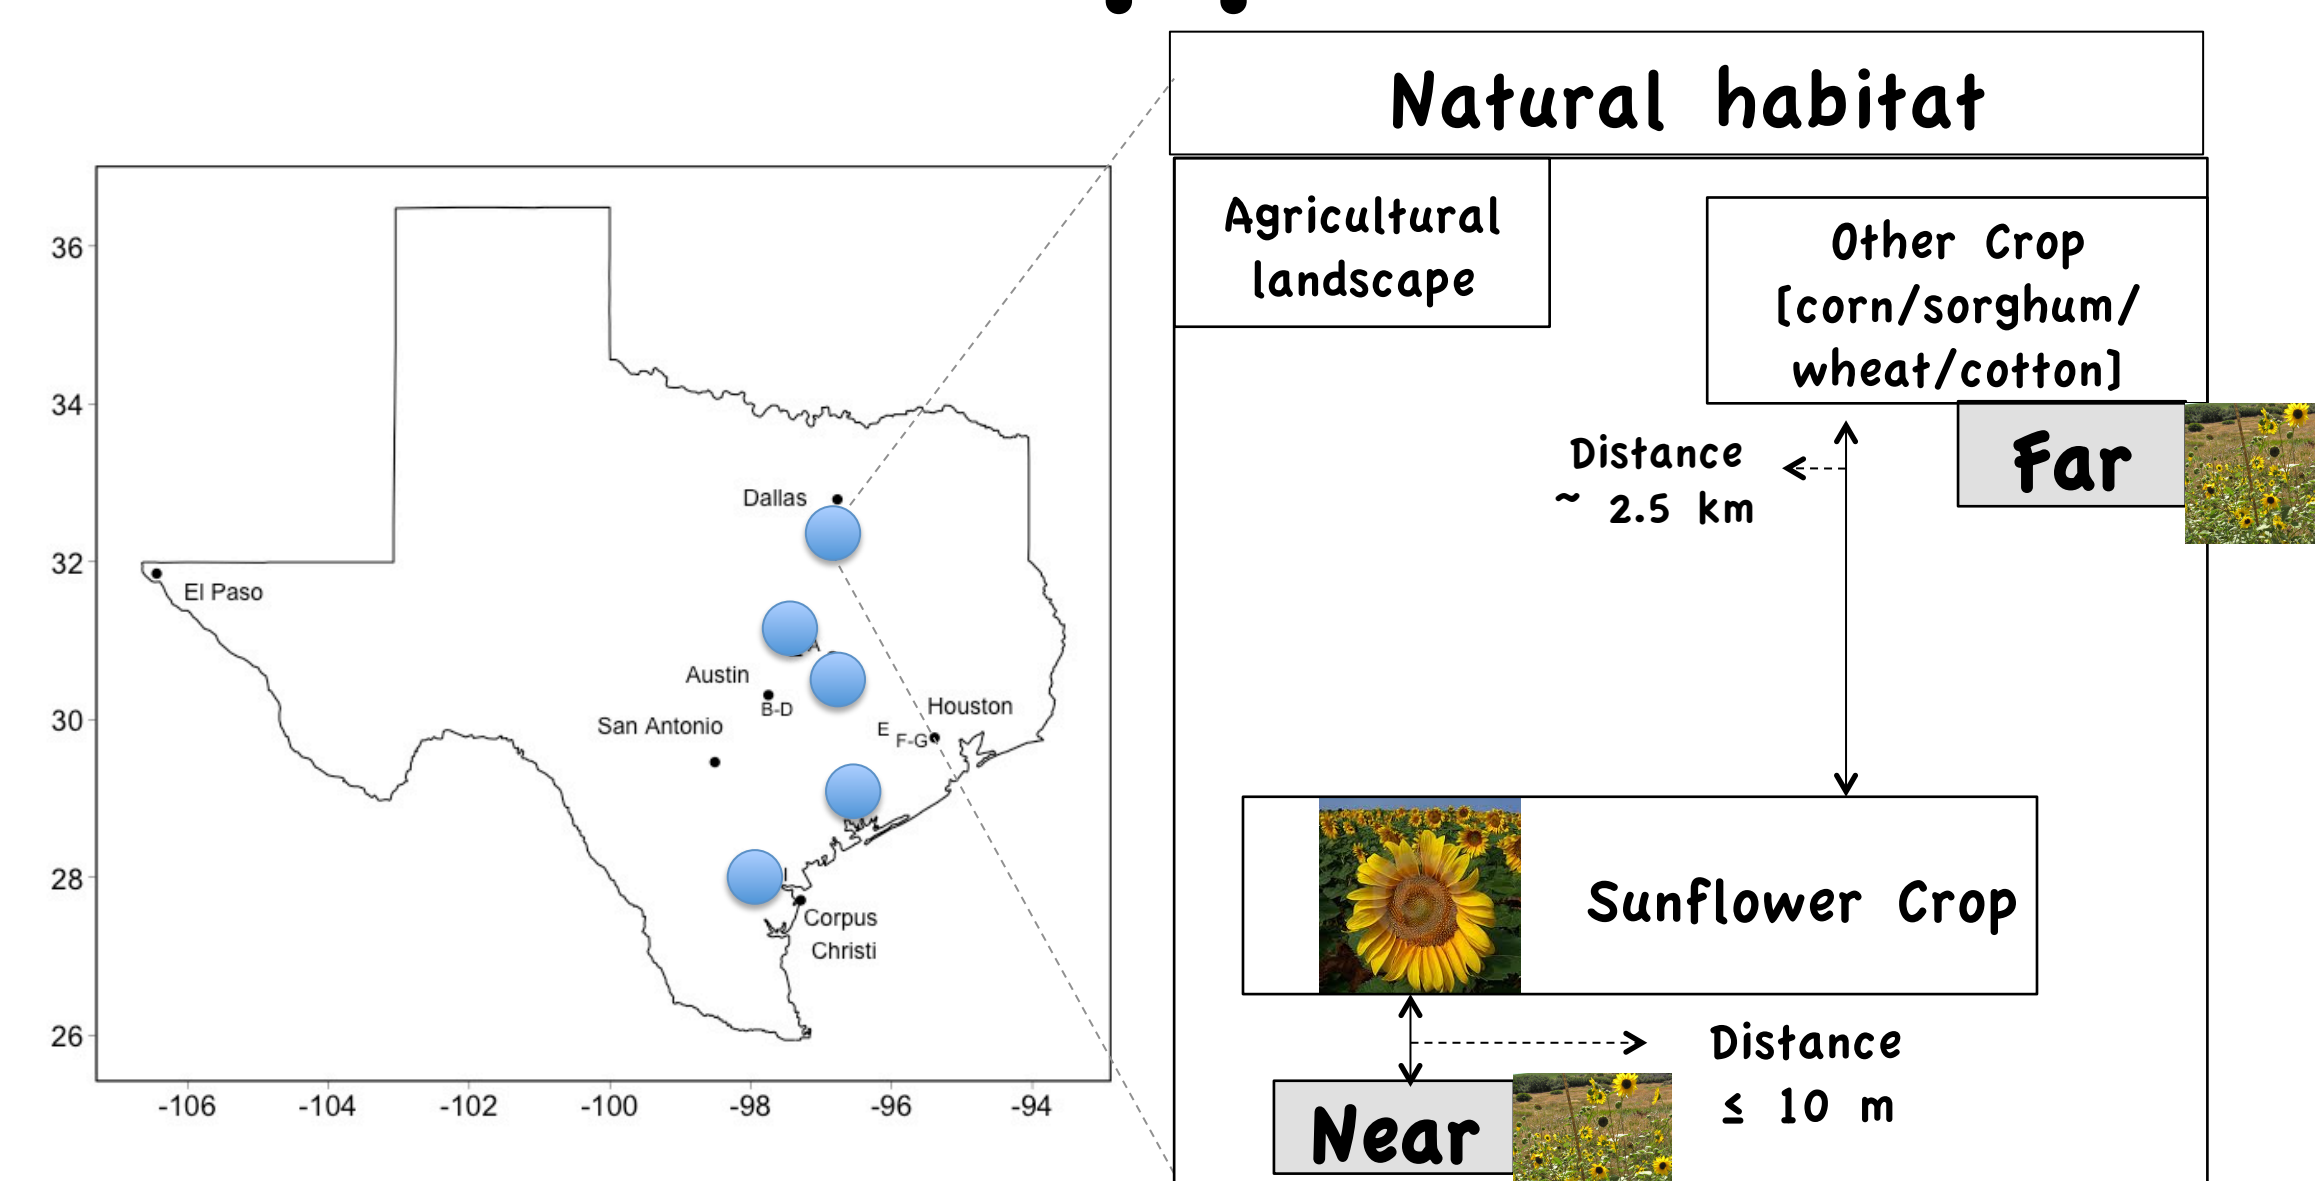 Natural habitat
Agricultural
landscape
Other Crop
[corn/sorghum/
wheat/cotton]
Far
Distance
~ 2.5 km
Sunflower Crop
Distance
≤ 10 m
Near
36
34
32
30
28
26
-106
-104
-102
-100
-98
-96
-94
Dallas
El Paso
A
Austin
B-D
San Antonio
Houston
E
F-G
I
Corpus
Christi